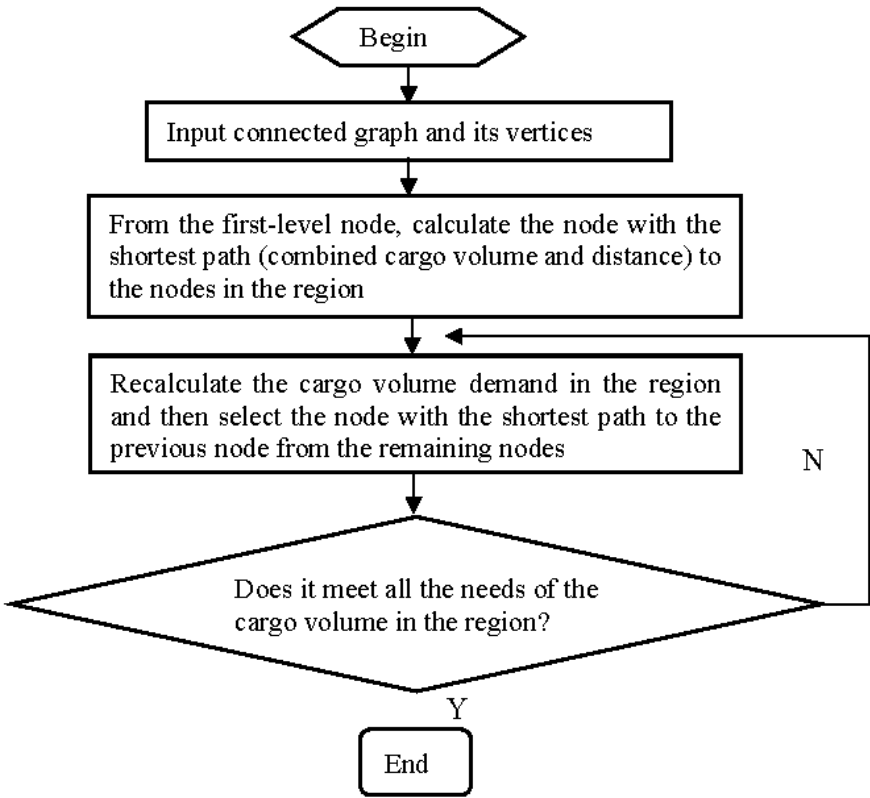 Begin
Input connected graph and its vertices
From the first-level node, calculate the node with the
shortest path (combined cargo volume and distance) to
the nodes in the region
Recalculate the cargo volume demand in the region
and then select the node with the shortest path to the
previous node from the remaining nodes
N
Does it meet all the needs of the
cargo volume in the region?
Y
End